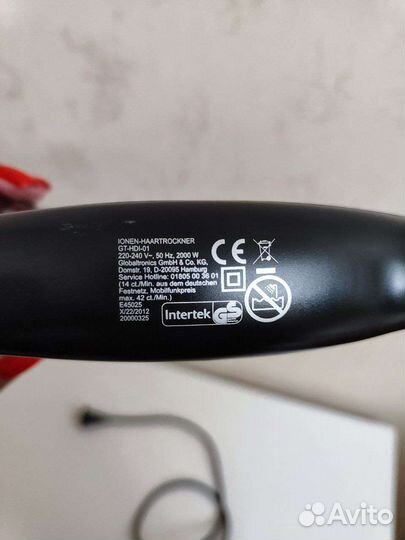 IONEN-HAARTROCKNER
GT-HDI-01
220-240 V~, 50 Hz, 2000 W
Globaltronics GmbH & Co. KG,
Domstr. 19, D-20095 Hamburg
Service Hotline: 01805 00 36 01
(14 ct./Min. aus dem deutschen
Festnetz, Mobilfunkpreis
max. 42 ct./Min.)
E45025
X/22/2012
20000325
CE
Intertek
GS
Avito